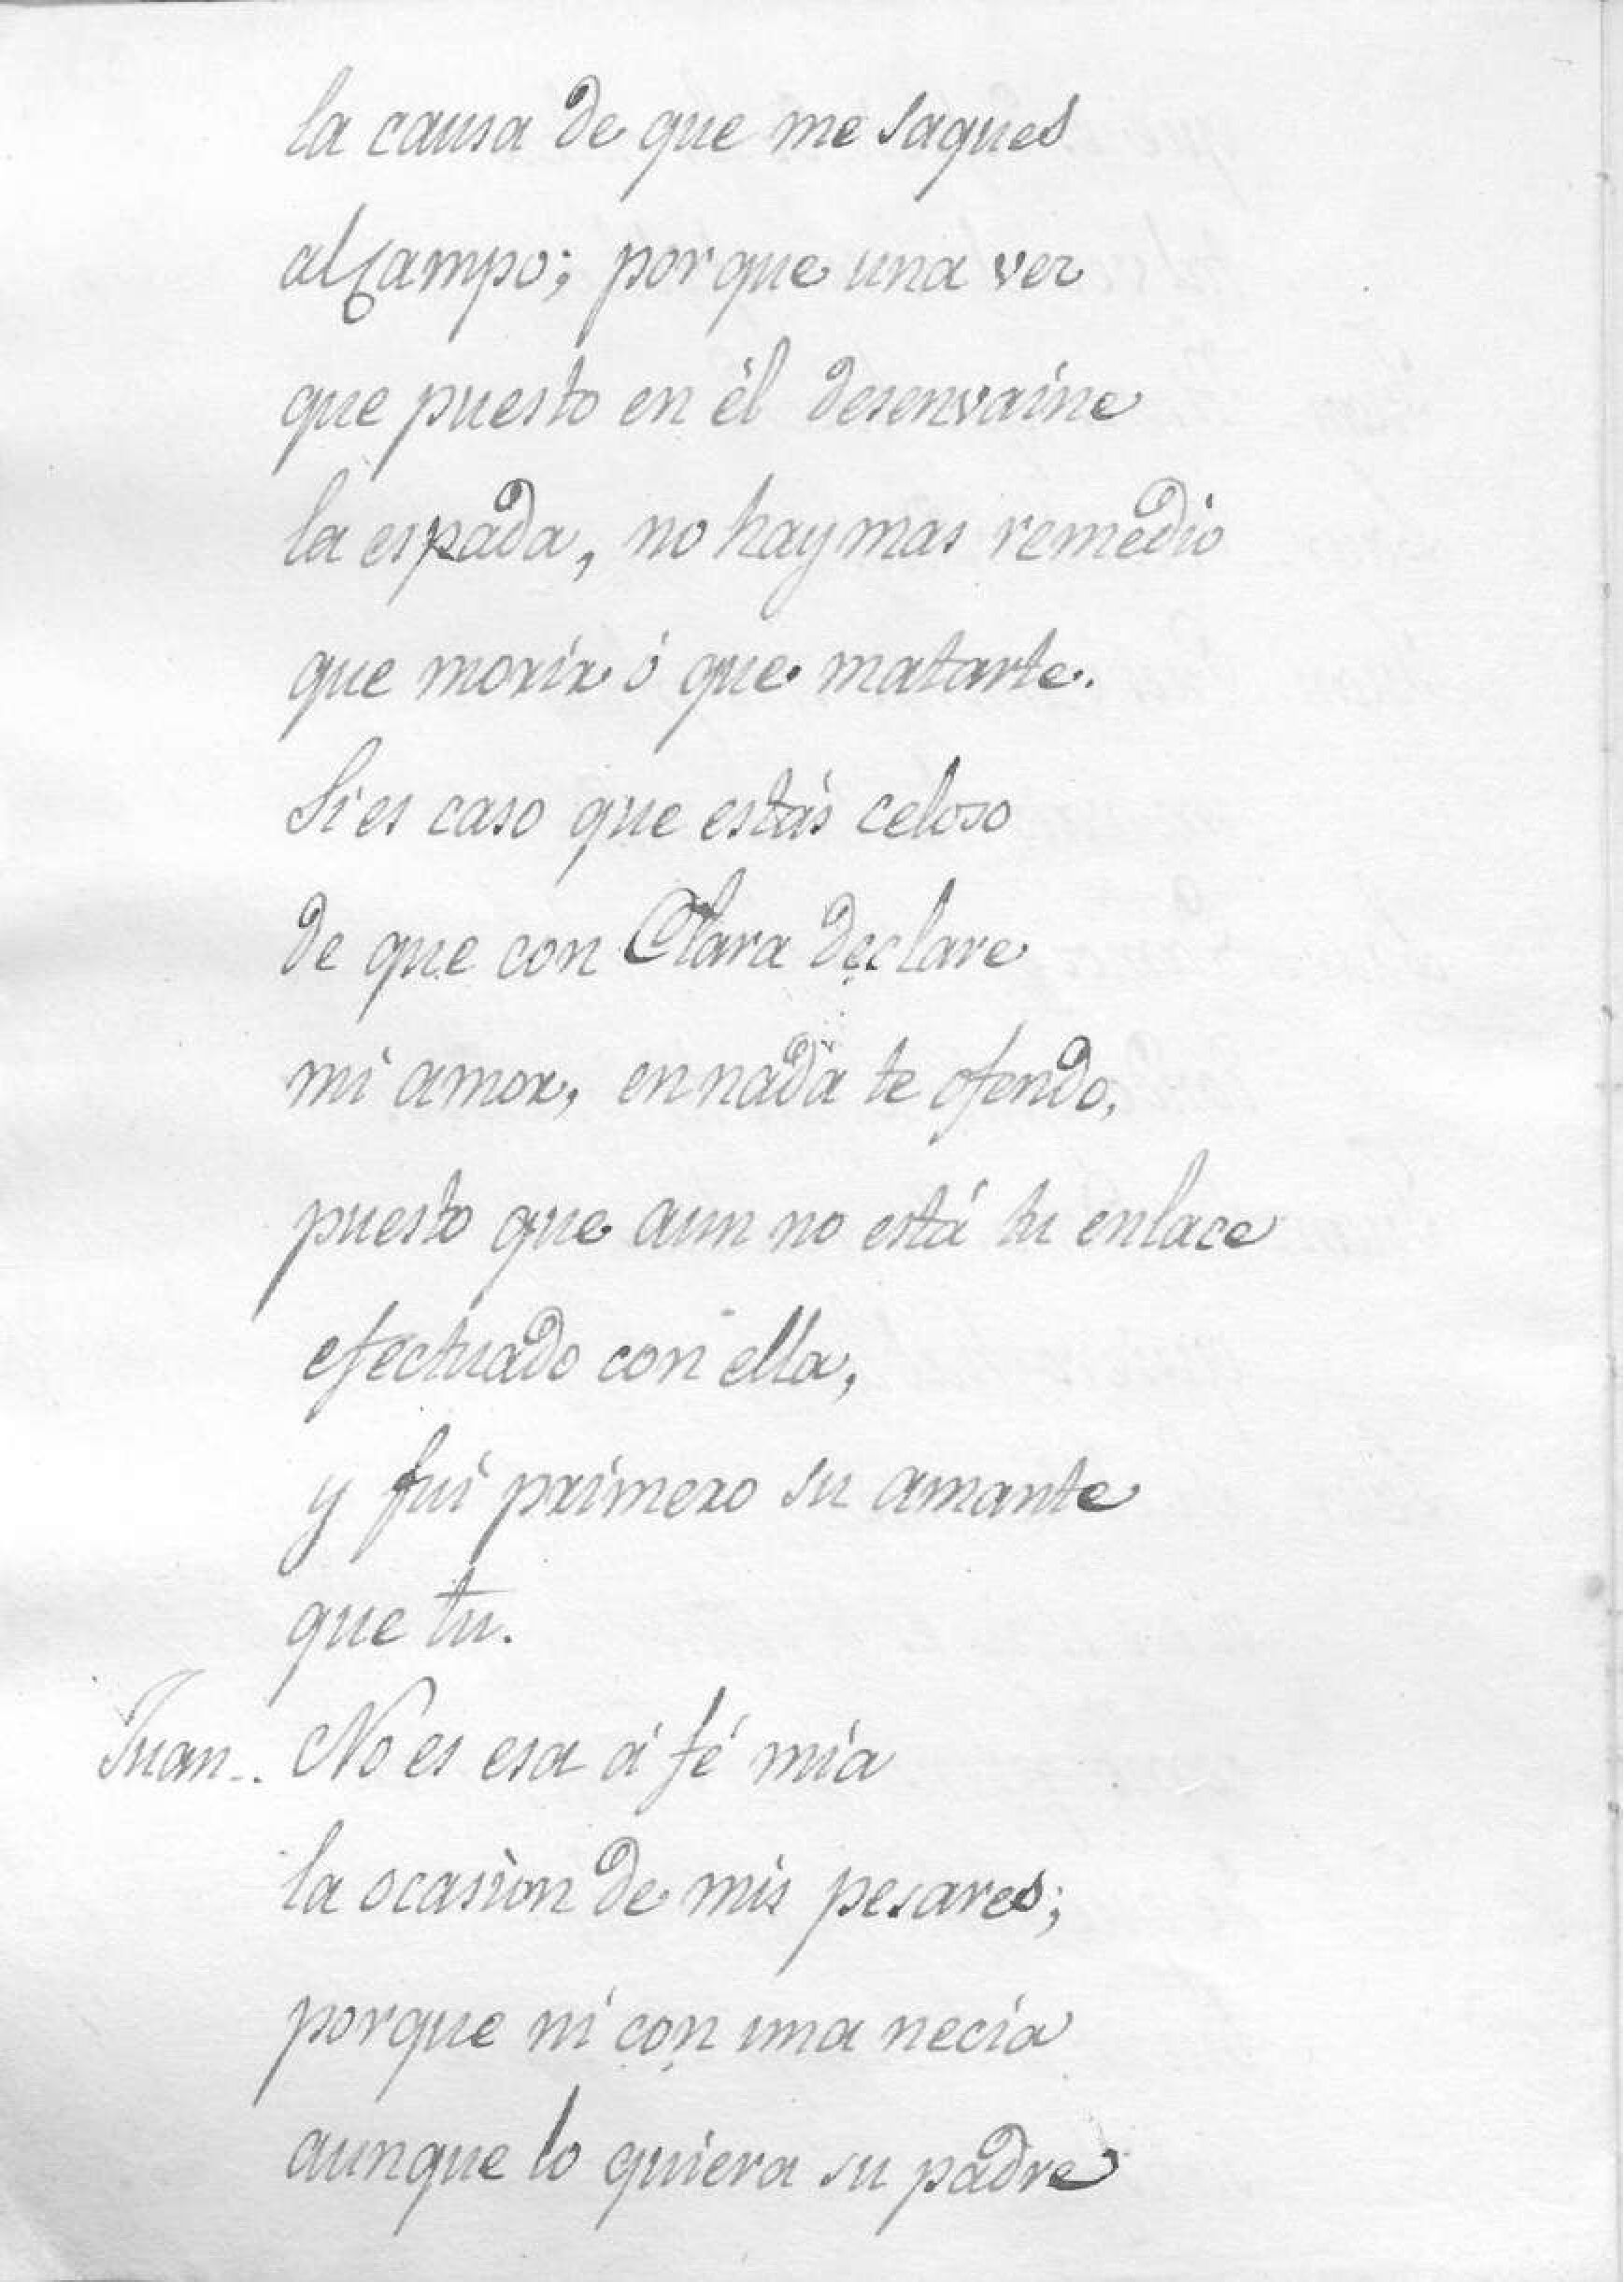 la causa de que me saques
al Campo; porque una vez
que puesto en él desenvaine
la espada, no hay mas remedio
que morir ó que matarte.
Si es caso que estás celoso
de que con Clara declare
mi amor, en nada te ofendo,
puesto que aun no está tu enlace
efectuado con ella,
y fui primero su amante
que tu.
Juan.. No es esa á fé mia
la ocasion de mis pesares;
porque ni con una necia
aunque lo quiera su padre